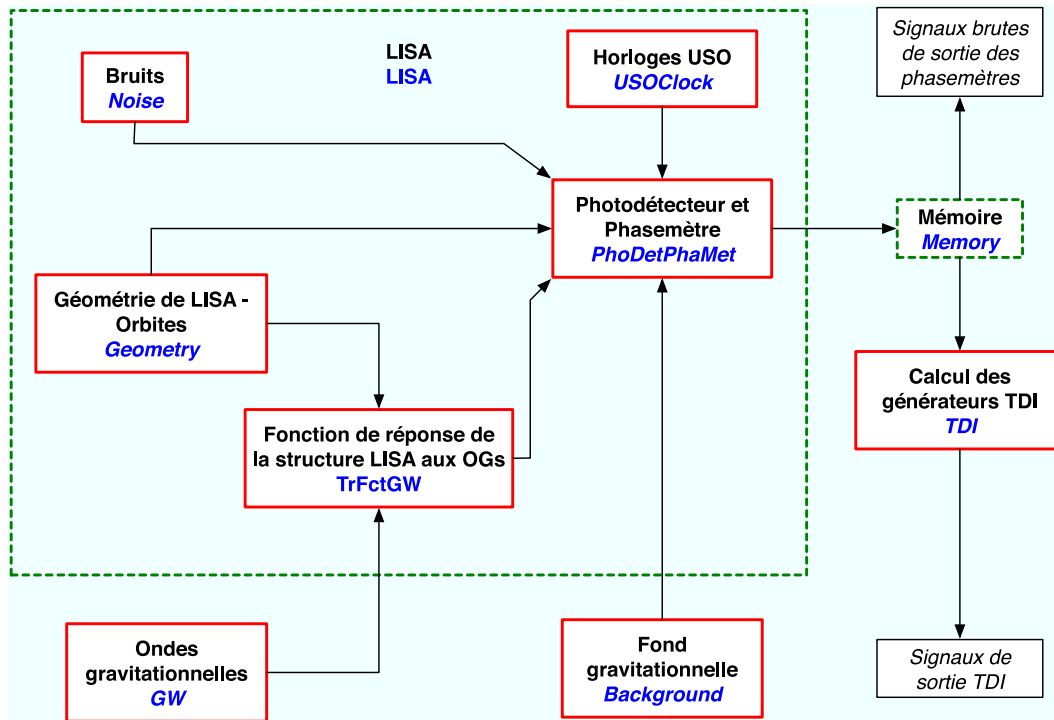 LISA
LISA
Bruits
Noise
Horloges USO
USOClock
Signaux brutes
de sortie des
phasemètres
Photodétecteur et
Phasemètre
PhoDetPhaMet
Mémoire
Memory
Géométrie de LISA -
Orbites
Geometry
Calcul des
générateurs TDI
TDI
Fonction de réponse de
la structure LISA aux OGs
TrFctGW
Ondes
gravitationnelles
GW
Fond
gravitationnelle
Background
Signaux de
sortie TDI